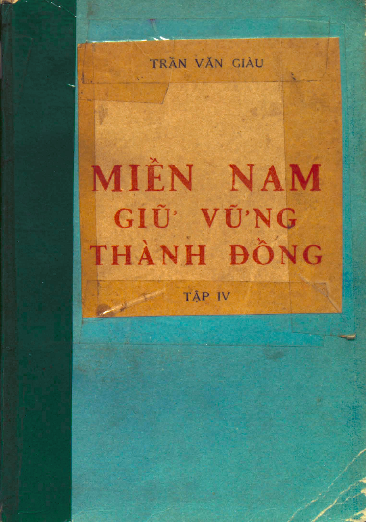 TRẦN VĂN GIÀU
MIỀN NAM
GIỮ VỮNG
THÀNH ĐỒNG
TẬP IV